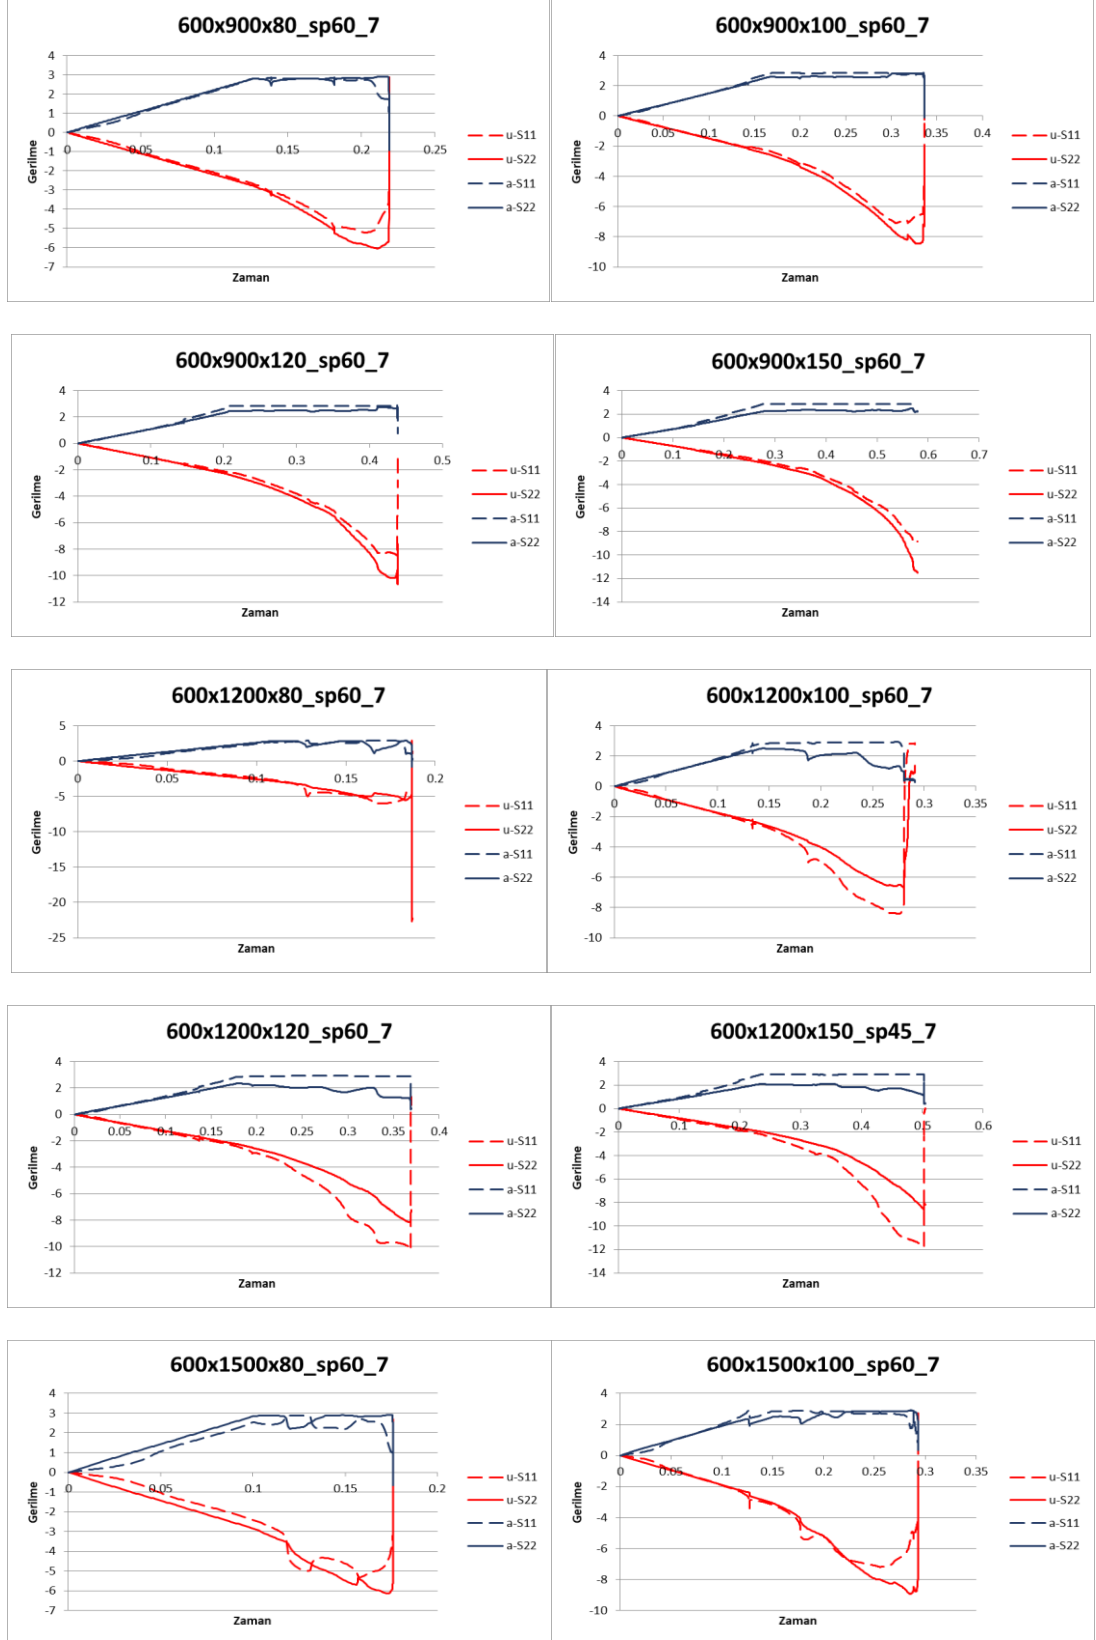 600x900x80_sp60_7
4
3
2
1
0
-1
-2
-3
-4
-5
-6
-7
0 0.05 0.1 0.15 0.2 0.25
Gerilme
Zaman
u-S11
u-S22
a-S11
a-S22
600x900x100_sp60_7
4
2
0
-2
-4
-6
-8
-10
0 0.05 0.1 0.15 0.2 0.25 0.3 0.35 0.4
Gerilme
Zaman
u-S11
u-S22
a-S11
a-S22
600x900x120_sp60_7
4
2
0
-2
-4
-6
-8
-10
-12
0 0.1 0.2 0.3 0.4 0.5
Gerilme
Zaman
u-S11
u-S22
a-S11
a-S22
600x900x150_sp60_7
4
2
0
-2
-4
-6
-8
-10
-12
-14
0 0.1 0.2 0.3 0.4 0.5 0.6 0.7
Gerilme
Zaman
u-S11
u-S22
a-S11
a-S22
600x1200x80_sp60_7
5
0
-5
-10
-15
-20
-25
0 0.05 0.1 0.15 0.2
Gerilme
Zaman
u-S11
u-S22
a-S11
a-S22
600x1200x100_sp60_7
4
2
0
-2
-4
-6
-8
-10
0 0.05 0.1 0.15 0.2 0.25 0.3 0.35
Gerilme
Zaman
u-S11
u-S22
a-S11
a-S22
600x1200x120_sp60_7
4
2
0
-2
-4
-6
-8
-10
-12
0 0.05 0.1 0.15 0.2 0.25 0.3 0.35 0.4
Gerilme
Zaman
u-S11
u-S22
a-S11
a-S22
600x1200x150_sp45_7
4
2
0
-2
-4
-6
-8
-10
-12
-14
0 0.1 0.2 0.3 0.4 0.5 0.6
Gerilme
Zaman
u-S11
u-S22
a-S11
a-S22
600x1500x80_sp60_7
4
3
2
1
0
-1
-2
-3
-4
-5
-6
-7
0 0.05 0.1 0.15 0.2
Gerilme
Zaman
u-S11
u-S22
a-S11
a-S22
600x1500x100_sp60_7
4
2
0
-2
-4
-6
-8
-10
0 0.05 0.1 0.15 0.2 0.25 0.3 0.35
Gerilme
Zaman
u-S11
u-S22
a-S11
a-S22